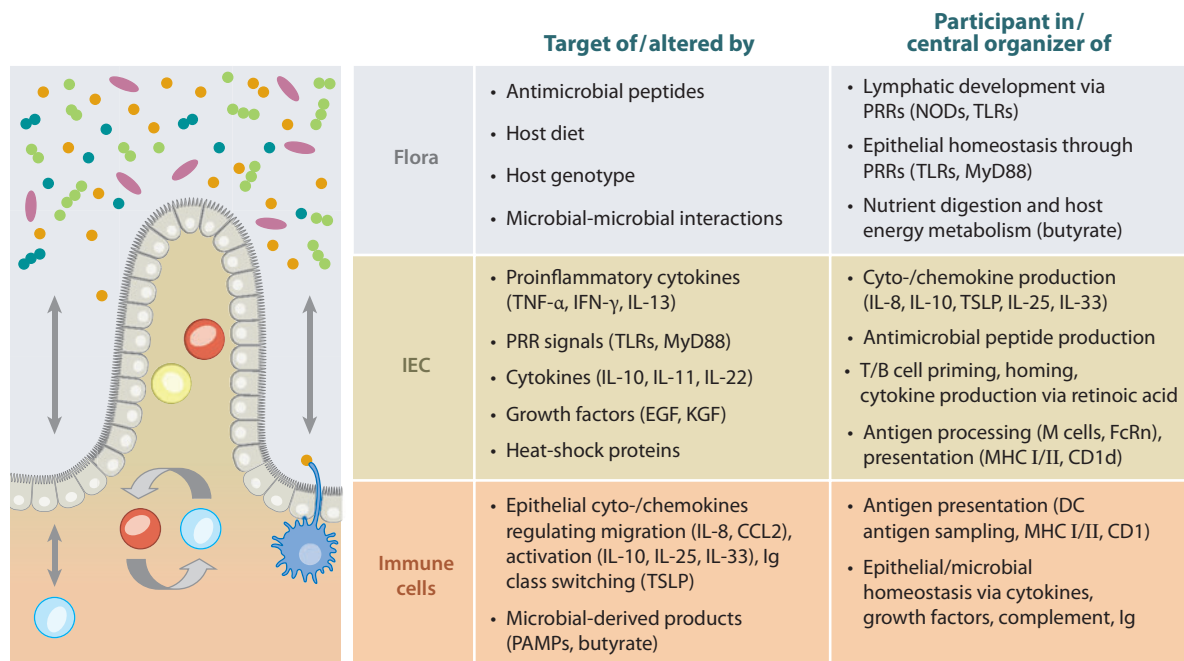 Target of/altered by
Participant in/
central organizer of
Flora
• Antimicrobial peptides
• Host diet
• Host genotype
• Microbial-microbial interactions
• Lymphatic development via
PRRs (NODs, TLRs)
• Epithelial homeostasis through
PRRs (TLRs, MyD88)
• Nutrient digestion and host
energy metabolism (butyrate)
IEC
• Proinflammatory cytokines
(TNF-α, IFN-γ, IL-13)
• PRR signals (TLRs, MyD88)
• Cytokines (IL-10, IL-11, IL-22)
• Growth factors (EGF, KGF)
• Heat-shock proteins
• Cyto-/chemokine production
(IL-8, IL-10, TSLP, IL-25, IL-33)
• Antimicrobial peptide production
• T/B cell priming, homing,
cytokine production via retinoic acid
• Antigen processing (M cells, FcRn),
presentation (MHC I/II, CD1d)
Immune
cells
• Epithelial cyto-/chemokines
regulating migration (IL-8, CCL2),
activation (IL-10, IL-25, IL-33), Ig
class switching (TSLP)
• Microbial-derived products
(PAMPs, butyrate)
• Antigen presentation (DC
antigen sampling, MHC I/II, CD1)
• Epithelial/microbial
homeostasis via cytokines,
growth factors, complement, Ig